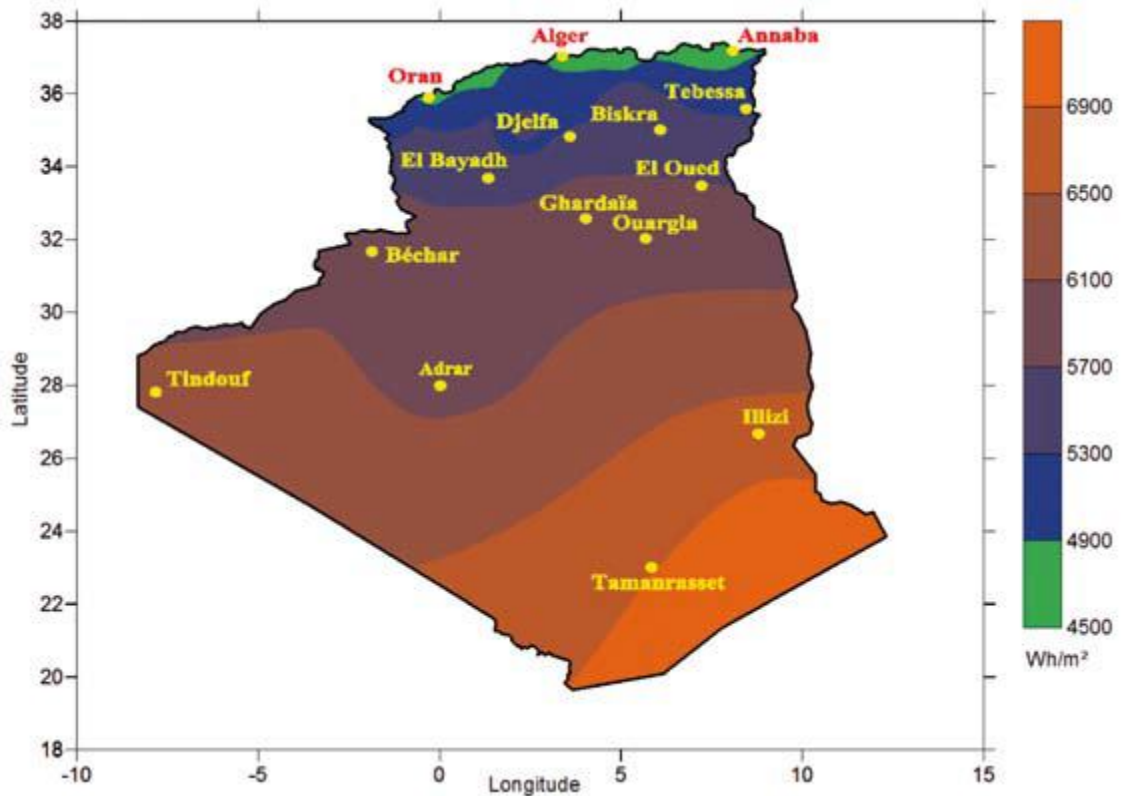 38
36
34
32
30
28
26
24
22
20
18
Latitude
-10
-5
0
5
10
15
Longitude
Alger
Annaba
Oran
Tebessa
Biskra
Djelfa
El Bayadh
El Oued
Ghardaïa
Ouargla
Béchar
Adrar
Tindouf
Illizi
Tamanrasset
6900
6500
6100
5700
5300
4900
4500
Wh/m²